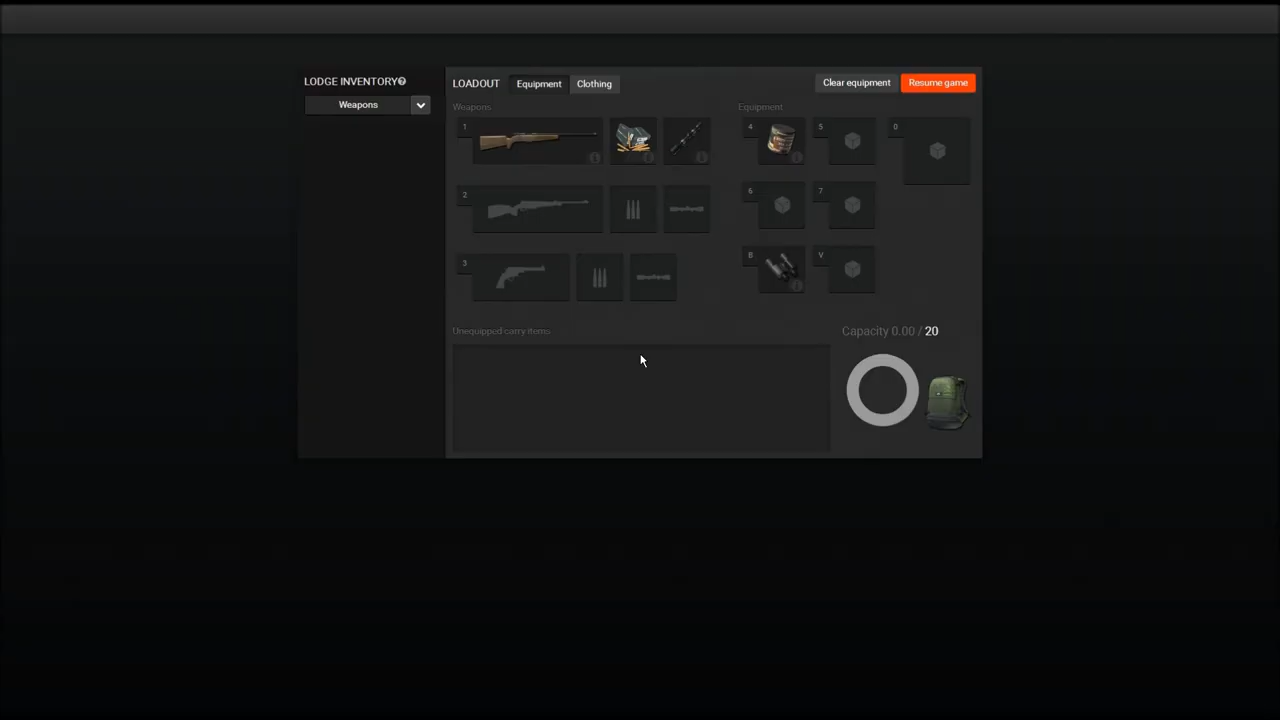 LODGE INVENTORY?
Weapons
LOADOUT
Equipment
Clothing
Clear equipment
Resume game
Weapons
1
2
3
Equipment
4
5
0
6
7
B
V
Unequipped carry items
Capacity 0.00 / 20